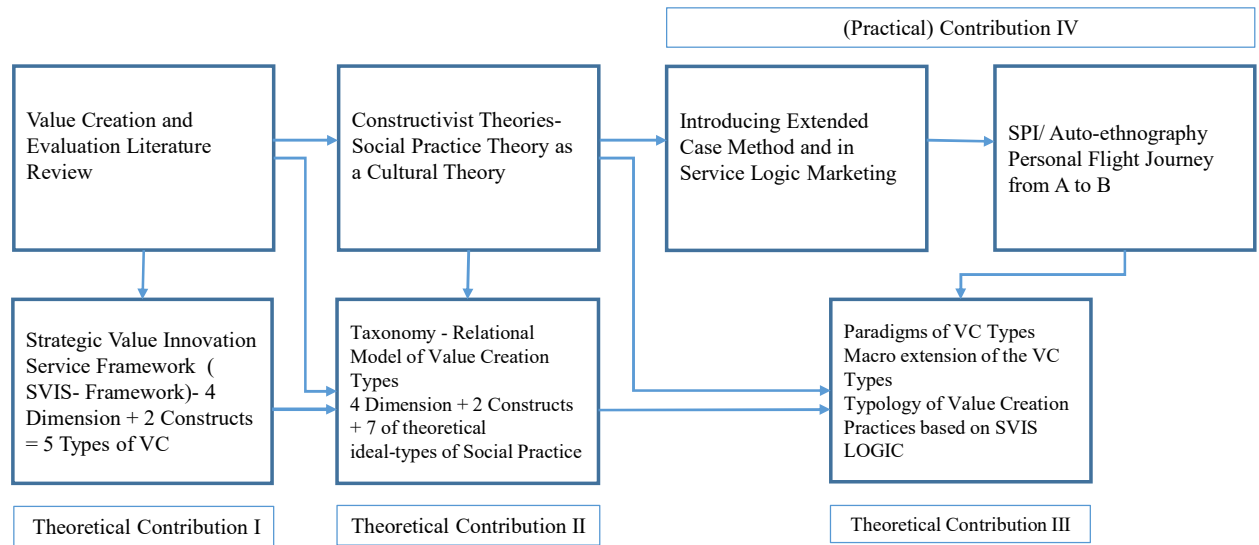 (Practical) Contribution IV
Value Creation and
Evaluation Literature
Review
Constructivist Theories-
Social Practice Theory as
a Cultural Theory
Introducing Extended
Case Method and in
Service Logic Marketing
SPI/ Auto-ethnography
Personal Flight Journey
from A to B
Strategic Value Innovation
Service Framework (
SVIS- Framework)- 4
Dimension + 2 Constructs
= 5 Types of VC
Taxonomy - Relational
Model of Value Creation
Types
4 Dimension + 2 Constructs
+ 7 of theoretical
ideal-types of Social Practice
Paradigms of VC Types
Macro extension of the VC
Types
Typology of Value Creation
Practices based on SVIS
LOGIC
Theoretical Contribution I
Theoretical Contribution II
Theoretical Contribution III